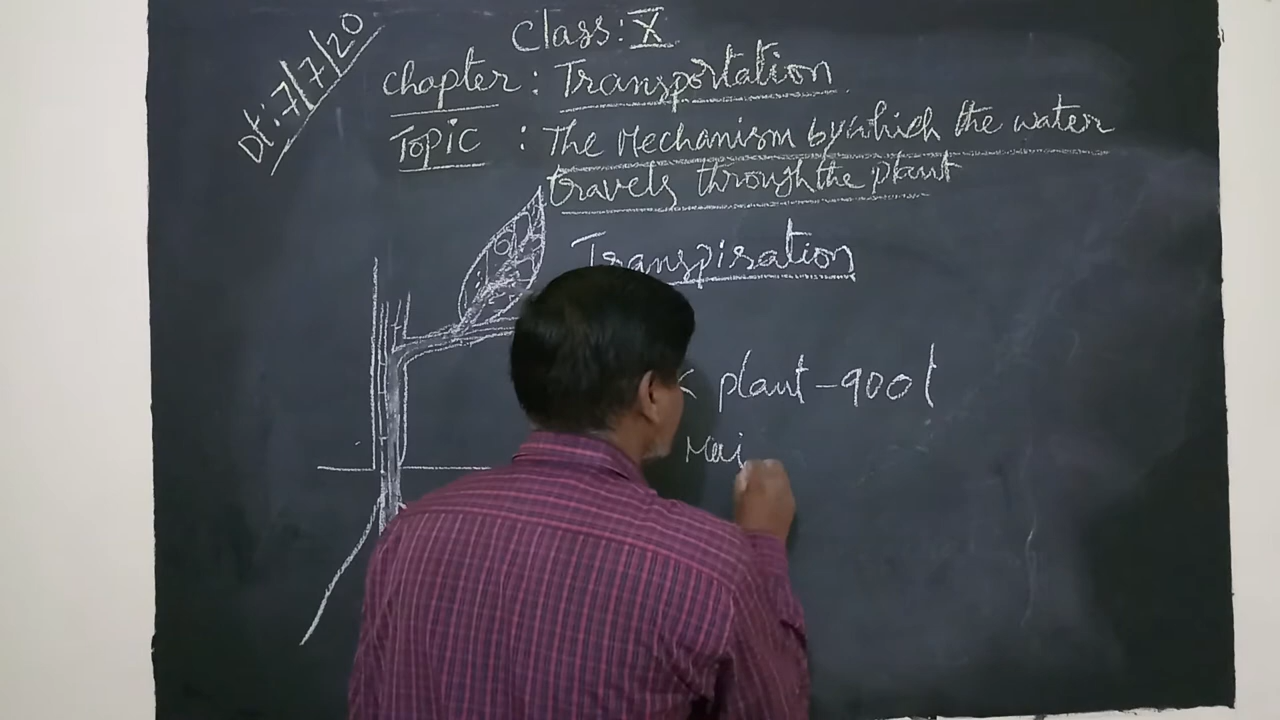 Dt: 7/7/20
Class: X
Chapter : Transportation
Topic : The Mechanism by which the water
travels through the plant
Transpiration
plant - 900 l
Mai